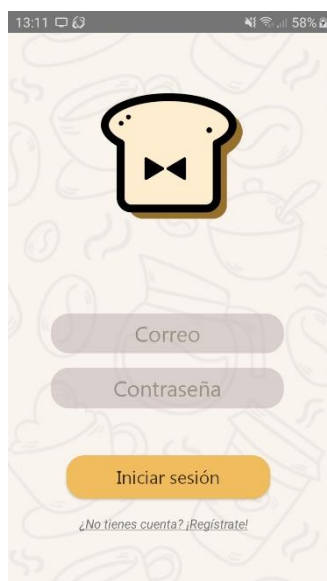 13:11 58%
Correo
Contraseña
Iniciar sesión
¿No tienes cuenta? ¡Regístrate!